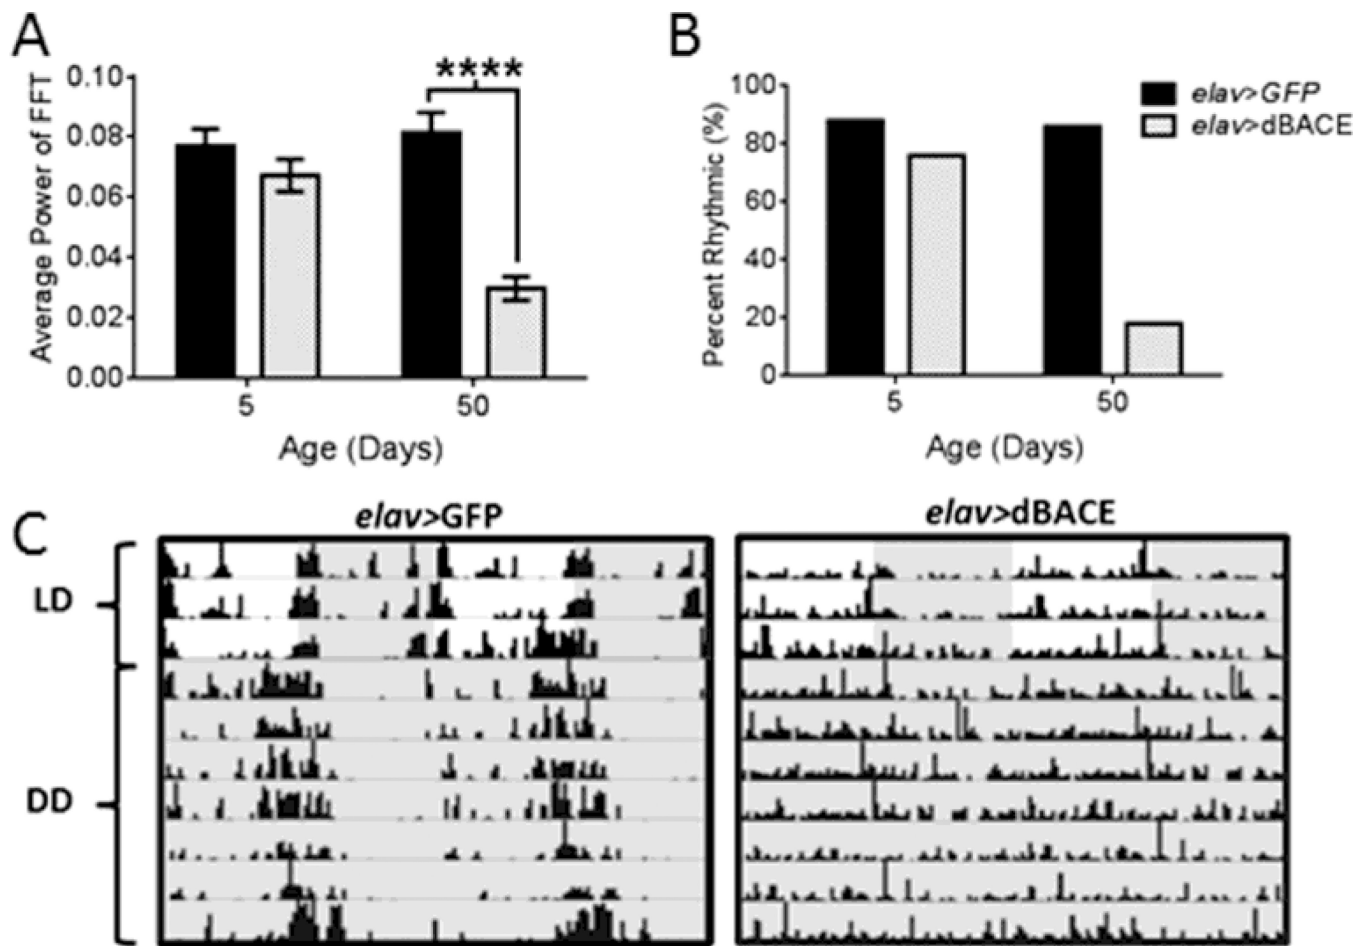 A
Average Power of FFT
0.10
0.08
0.06
0.04
0.02
0.00
****
5
50
Age (Days)
B
Percent Rhythmic (%)
100
80
60
40
20
0
5
50
Age (Days)
elav>GFP
elav>dBACE
C
elav>GFP
elav>dBACE
LD
DD